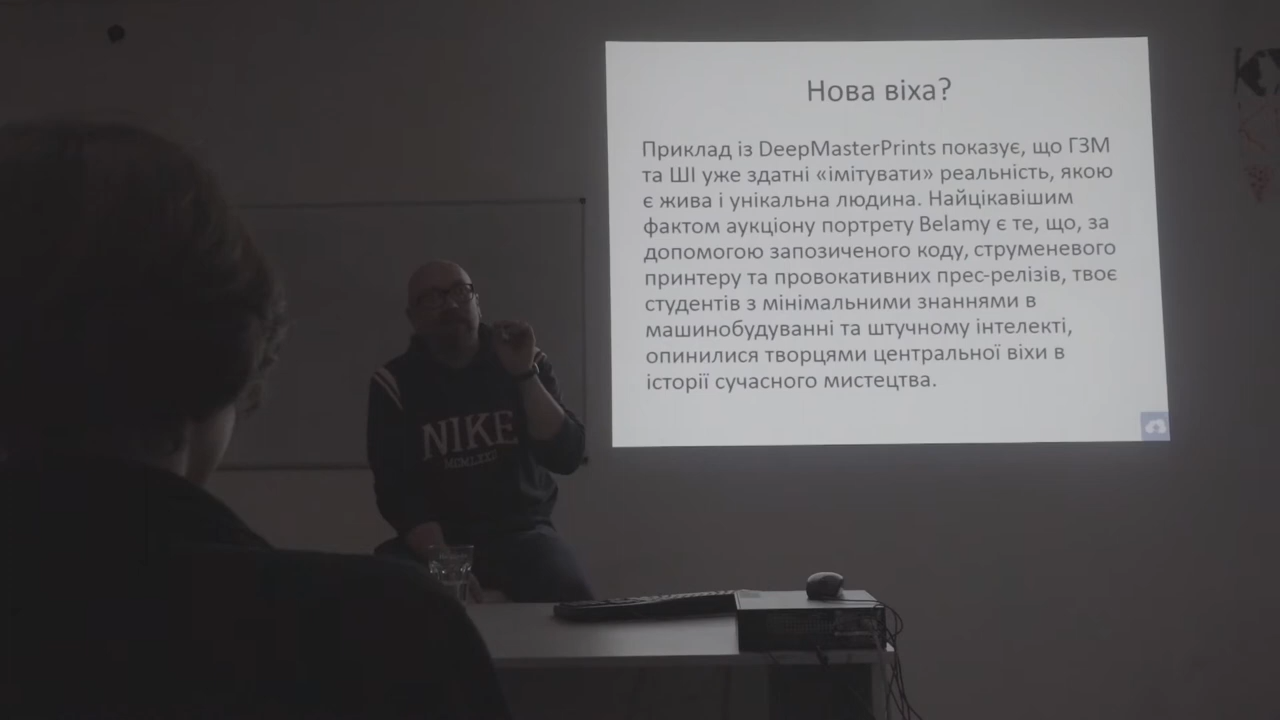 Нова віха?
Приклад із DeepMasterPrints показує, що ГЗМ
та ШІ уже здатні «імітувати» реальність, якою
є жива і унікальна людина. Найцікавішим
фактом аукціону портрету Belamy є те, що, за
допомогою запозиченого коду, струменевого
принтеру та провокативних прес-релізів, твоє
студентів з мінімальними знаннями в
машинобудуванні та штучному інтелекті,
опинилися творцями центральної віхи в
історії сучасного мистецтва.
NIKE